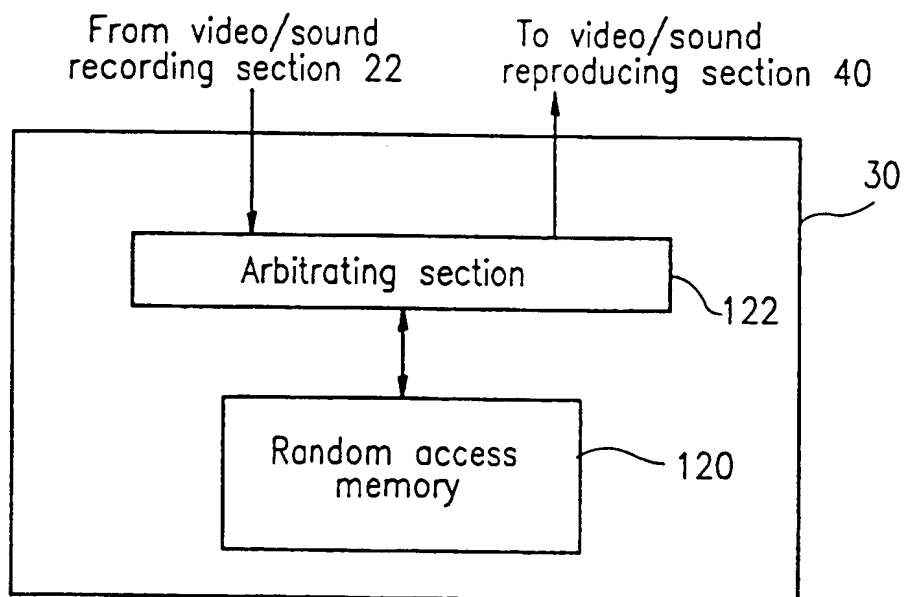 From video/sound
recording section 22
To video/sound
reproducing section 40
30
Arbitrating section
122
Random access
memory
120